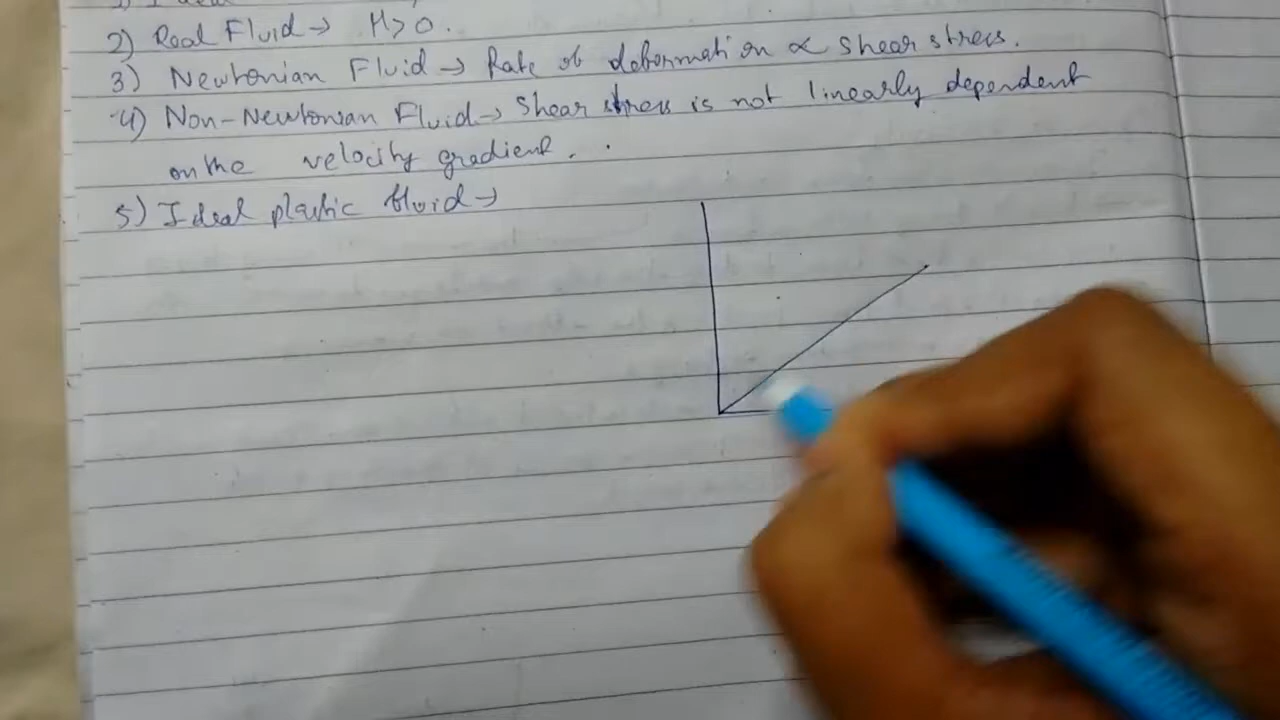 2) Real Fluid → H2O.
3) Newtonian Fluid → Rate of deformation ∝ shear stress.
4) Non-Newtonian Fluid → Shear stress is not linearly dependent
on the velocity gradient.
5) Ideal plastic fluid →